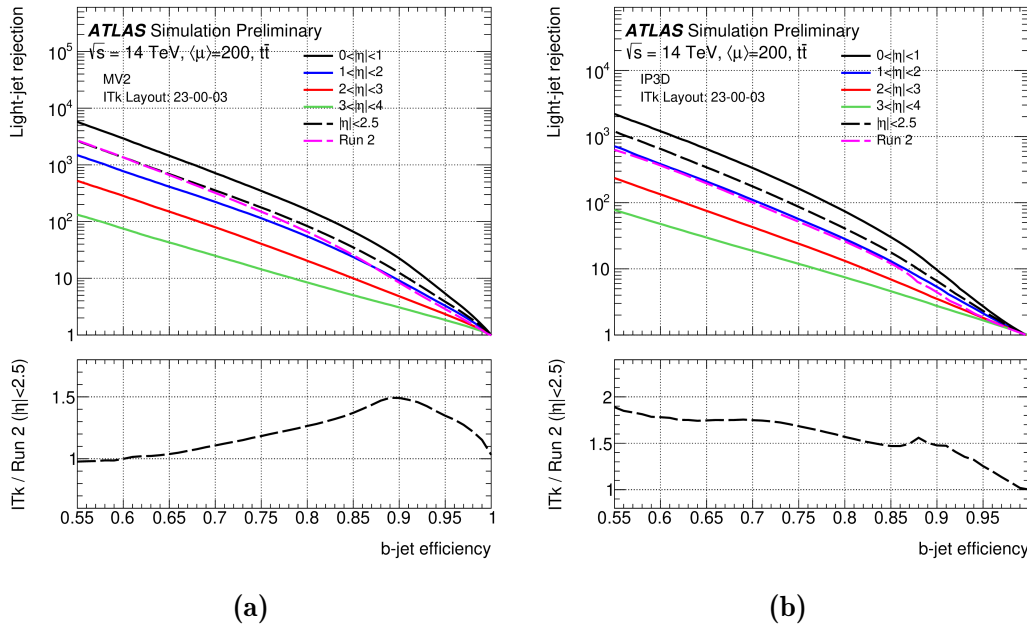 ATLAS Simulation Preliminary
√s = 14 TeV, ⟨μ⟩=200, tt̄
MV2
ITk Layout: 23-00-03
0<|η|<1
1<|η|<2
2<|η|<3
3<|η|<4
|η|<2.5
Run 2
Light-jet rejection
10⁵
10⁴
10³
10²
10
1
ITk / Run 2 (|η|<2.5)
1.5
1
0.55 0.6 0.65 0.7 0.75 0.8 0.85 0.9 0.95 1
b-jet efficiency
(a)
ATLAS Simulation Preliminary
√s = 14 TeV, ⟨μ⟩=200, tt̄
IP3D
ITk Layout: 23-00-03
0<|η|<1
1<|η|<2
2<|η|<3
3<|η|<4
|η|<2.5
Run 2
Light-jet rejection
10⁴
10³
10²
10
1
ITk / Run 2 (|η|<2.5)
2
1.5
1
0.55 0.6 0.65 0.7 0.75 0.8 0.85 0.9 0.95
b-jet efficiency
(b)